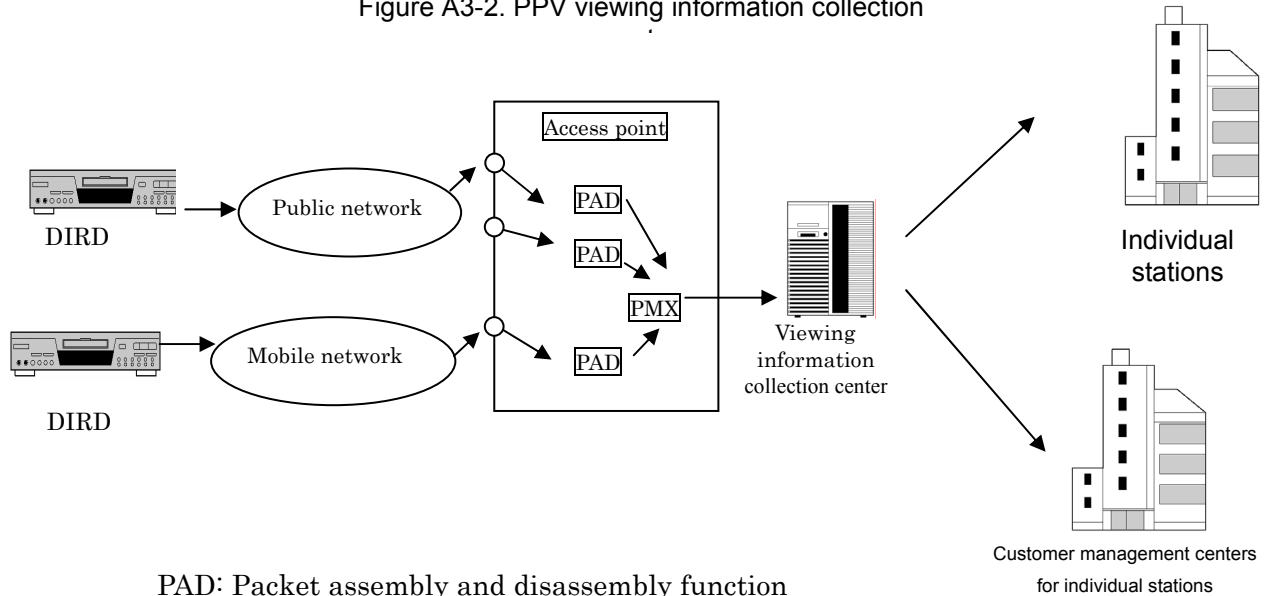 Figure A3-2. PPV viewing information collection
Access point
PAD
Public network
DIRD
PAD
Individual
stations
PMX
Viewing
information
collection center
Mobile network
PAD
DIRD
Customer management centers
for individual stations
PAD: Packet assembly and disassembly function